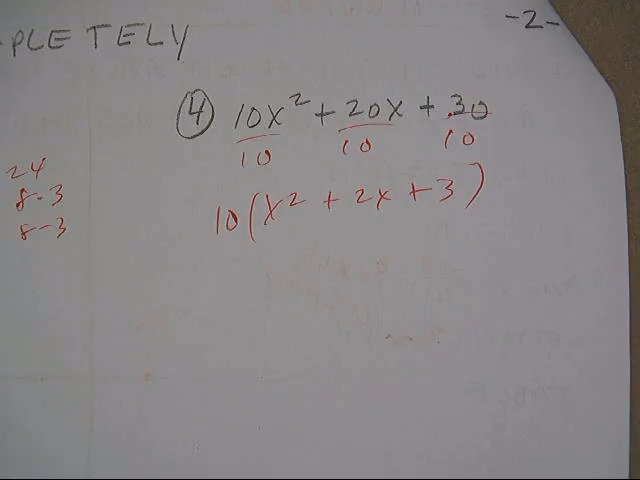 -2-
PLETELY
④ 10x² + 20x + 30
10 10 10
10(x² + 2x + 3)
24
8·3
8-3